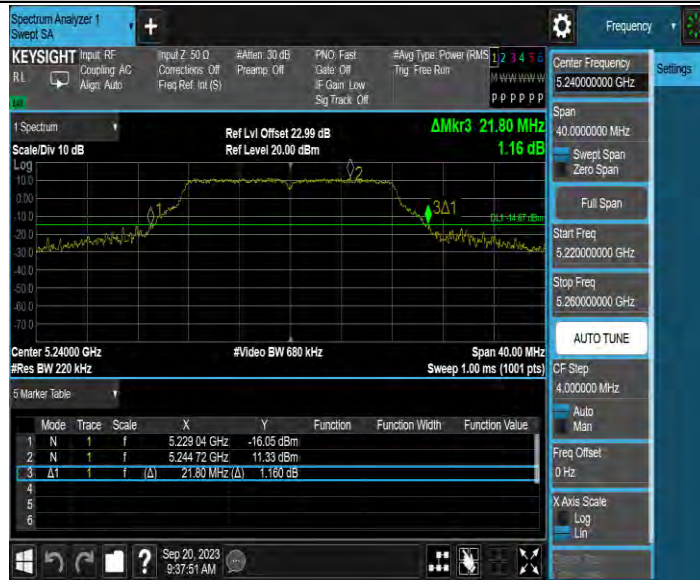 Spectrum Analyzer 1
Swept SA
+
Frequency
KEYSIGHT Input: RF Input Z: 50 Ω #Atten: 30 dB PNO: Fast #Avg Type: Power (RMS 1 2 3 4 5 6
RL Coupling: AC Corrections: Off Preamp: Off Gate: Off Trig: Free Run M W W W W W
Align: Auto Freq Ref: Int (S) IF Gain: Low
Sig Track: Off P P P P P P
Center Frequency
5.240000000 GHz
Settings
Span
40.0000000 MHz
Swept Span
Zero Span
Full Span
Start Freq
5.220000000 GHz
Stop Freq
5.260000000 GHz
AUTO TUNE
CF Step
4.000000 MHz
Auto
Man
Freq Offset
0 Hz
X Axis Scale
Log
Lin
1 Spectrum
Scale/Div 10 dB
Ref Lvl Offset 22.99 dB
Ref Level 20.00 dBm
ΔMkr3 21.80 MHz
1.16 dB
Log
10.0
0.00
-10.0
-20.0
-30.0
-40.0
-50.0
-60.0
-70.0
1
2
3Δ1
DL1 -14.67 dBm
Center 5.24000 GHz #Video BW 680 kHz Span 40.00 MHz
#Res BW 220 kHz Sweep 1.00 ms (1001 pts)
5 Marker Table
Mode Trace Scale X Y Function Function Width Function Value
1 N 1 f 5.229 04 GHz -16.05 dBm
2 N 1 f 5.244 72 GHz 11.33 dBm
3 Δ1 1 f (Δ) 21.80 MHz (Δ) 1.160 dB
4
5
6
?
Sep 20, 2023
9:37:51 AM